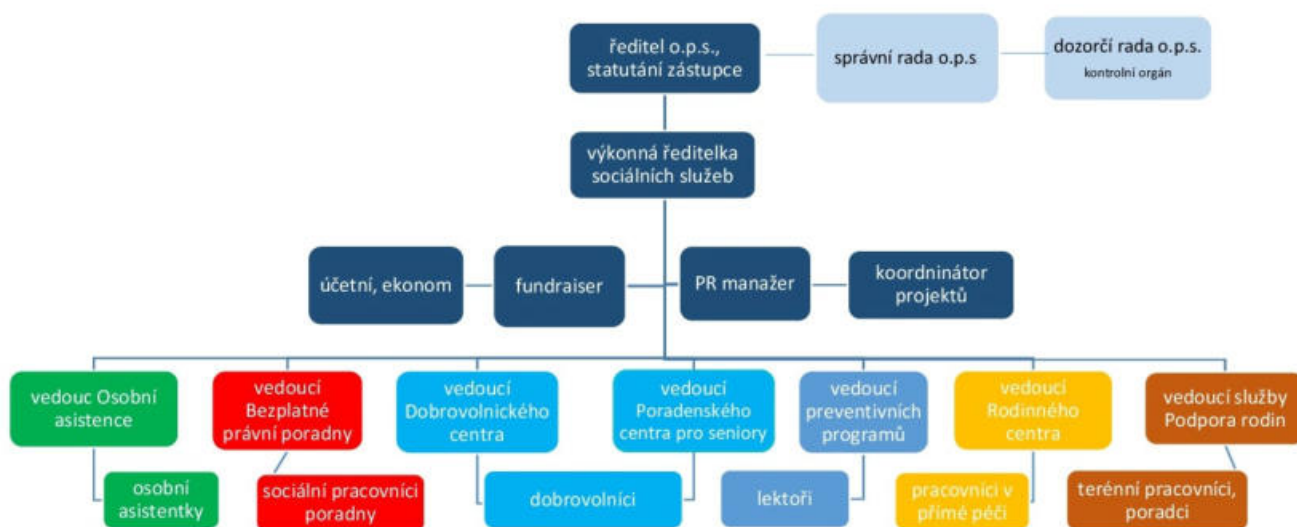 ředitel o.p.s.,
statutání zástupce
správní rada o.p.s
dozorčí rada o.p.s.
kontrolní orgán
výkonná ředitelka
sociálních služeb
účetní, ekonom
fundraiser
PR manažer
koordninátor
projektů
vedouc Osobní
asistence
vedoucí
Bezplatné
právní poradny
vedoucí
Dobrovolnického
centra
vedoucí
Poradenského
centra pro seniory
vedoucí
preventivních
programů
vedoucí
Rodinného
centra
vedoucí služby
Podpora rodin
osobní
asistentky
sociální pracovníci
poradny
dobrovolníci
lektoři
pracovníci v
přímé péči
terénní pracovníci,
poradci